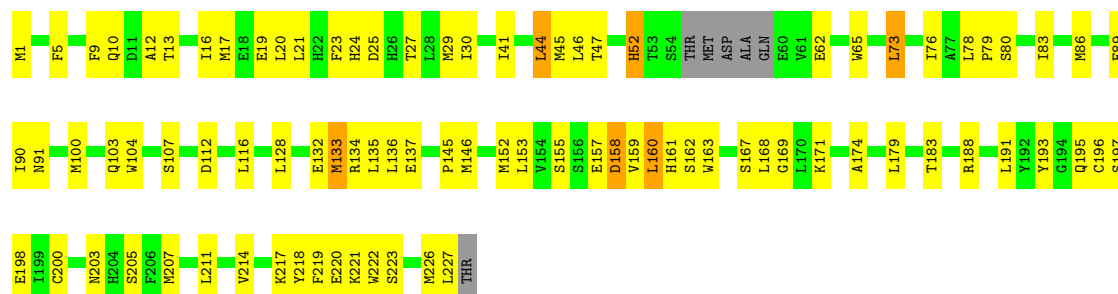 M1 F5 F9 Q10 D11 A12 T13 I16 M17 E18 E19 L20 L21 H22 F23 H24 D25 H26 T27 L28 M29 I30 I41 L44 M45 L46 T47 H52 T53 S54 THR MET ASP ALA GLN E60 V61 E62 W65 L73 I76 A77 L78 P79 S80 I83 M86
I90 N91 M100 Q103 W104 S107 D112 L116 L128 E132 M133 R134 L135 L136 E137 P145 M146 M152 L153 V154 S155 S156 E157 D158 V159 L160 H161 S162 W163 S167 L168 G169 L170 K171 A174 L179 T183 R188 L191 Y192 Y193 G194 Q195 C196
E198 I199 C200 N203 H204 S205 F206 M207 L211 V214 K217 Y218 F219 E220 K221 W222 S223 M226 L227 THR